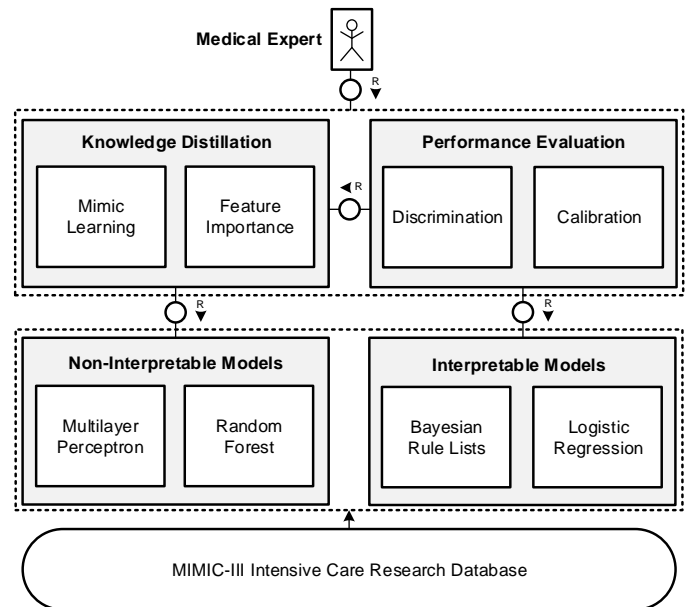 Medical Expert
R
Knowledge Distillation
Mimic
Learning
Feature
Importance
R
Performance Evaluation
Discrimination
Calibration
R
R
Non-Interpretable Models
Multilayer
Perceptron
Random
Forest
Interpretable Models
Bayesian
Rule Lists
Logistic
Regression
MIMIC-III Intensive Care Research Database